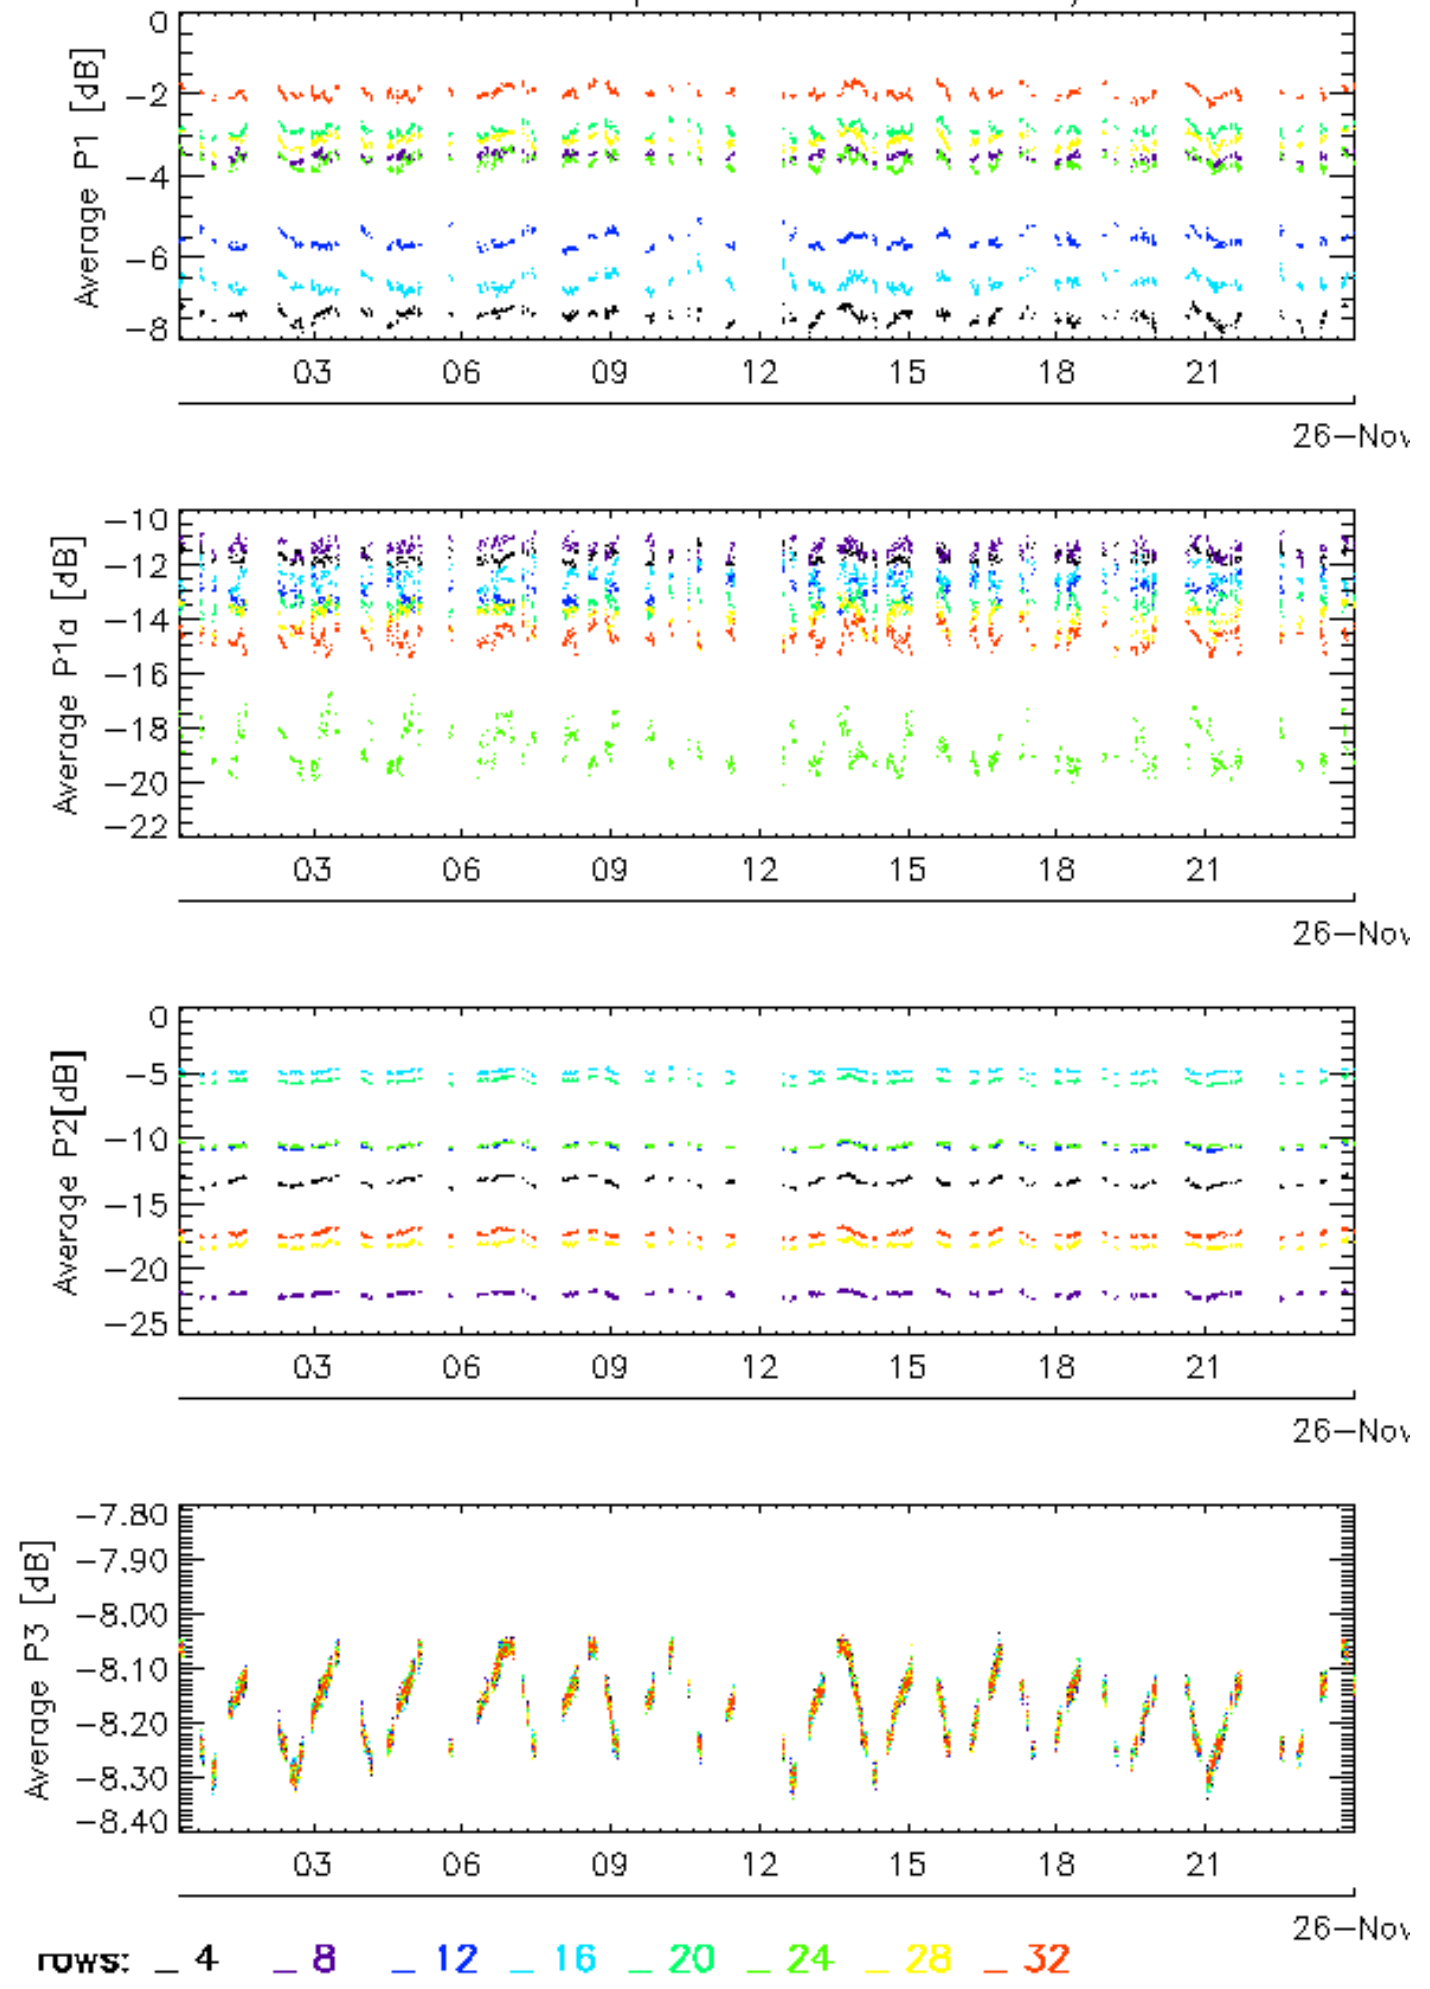 Average P1 [dB]
0
−2
−4
−6
−8
03 06 09 12 15 18 21
26−Nov
Average P1a [dB]
−10
−12
−14
−16
−18
−20
−22
03 06 09 12 15 18 21
26−Nov
Average P2[dB]
0
−5
−10
−15
−20
−25
03 06 09 12 15 18 21
26−Nov
Average P3 [dB]
−7.80
−7.90
−8.00
−8.10
−8.20
−8.30
−8.40
03 06 09 12 15 18 21
26−Nov
rows: _ 4 _ 8 _ 12 _ 16 _ 20 _ 24 _ 28 _ 32